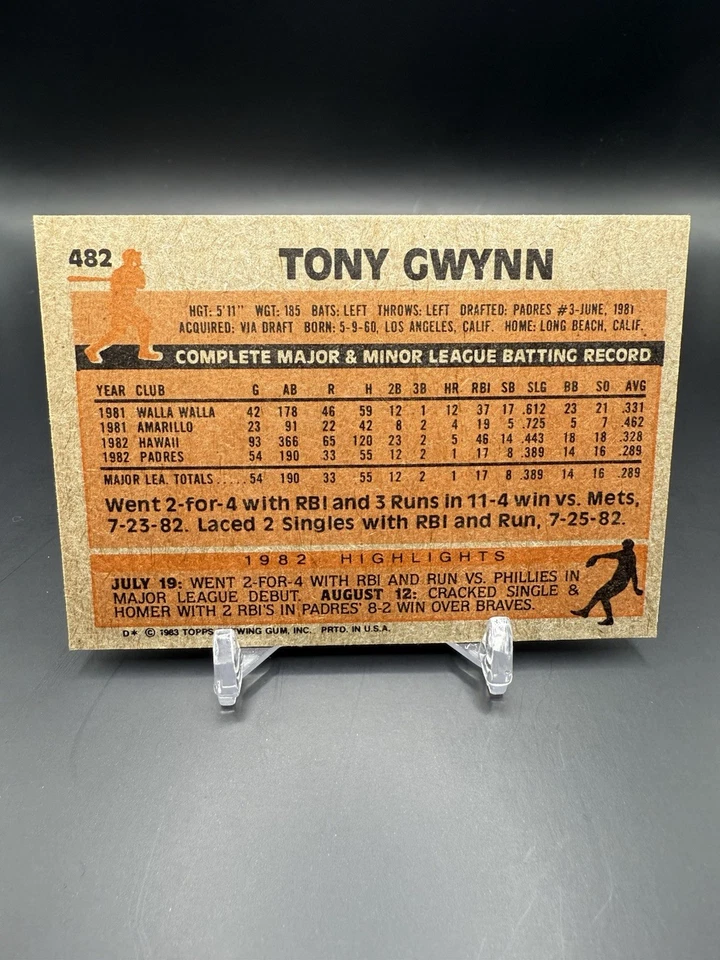 482 TONY GWYNN
HGT: 5'11" WGT: 185 BATS: LEFT THROWS: LEFT DRAFTED: PADRES #3-JUNE, 1981
ACQUIRED: VIA DRAFT BORN: 5-9-60, LOS ANGELES, CALIF. HOME: LONG BEACH, CALIF.
COMPLETE MAJOR & MINOR LEAGUE BATTING RECORD
YEAR CLUB G AB R H 2B 3B HR RBI SB SLG BB SO AVG
1981 WALLA WALLA 42 178 46 59 12 1 12 37 17 .612 23 21 .331
1981 AMARILLO 23 91 22 42 8 2 4 19 5 .725 5 7 .462
1982 HAWAII 93 366 65 120 23 2 5 46 14 .443 18 18 .328
1982 PADRES 54 190 33 55 12 2 1 17 8 .389 14 16 .289
MAJOR LEA. TOTALS ..... 54 190 33 55 12 2 1 17 8 .389 14 16 .289
Went 2-for-4 with RBI and 3 Runs in 11-4 win vs. Mets,
7-23-82. Laced 2 Singles with RBI and Run, 7-25-82.
1982 HIGHLIGHTS
JULY 19: WENT 2-FOR-4 WITH RBI AND RUN VS. PHILLIES IN
MAJOR LEAGUE DEBUT. AUGUST 12: CRACKED SINGLE &
HOMER WITH 2 RBI'S IN PADRES' 8-2 WIN OVER BRAVES.
D* © 1983 TOPPS WING GUM, INC. PRTD. IN U.S.A.